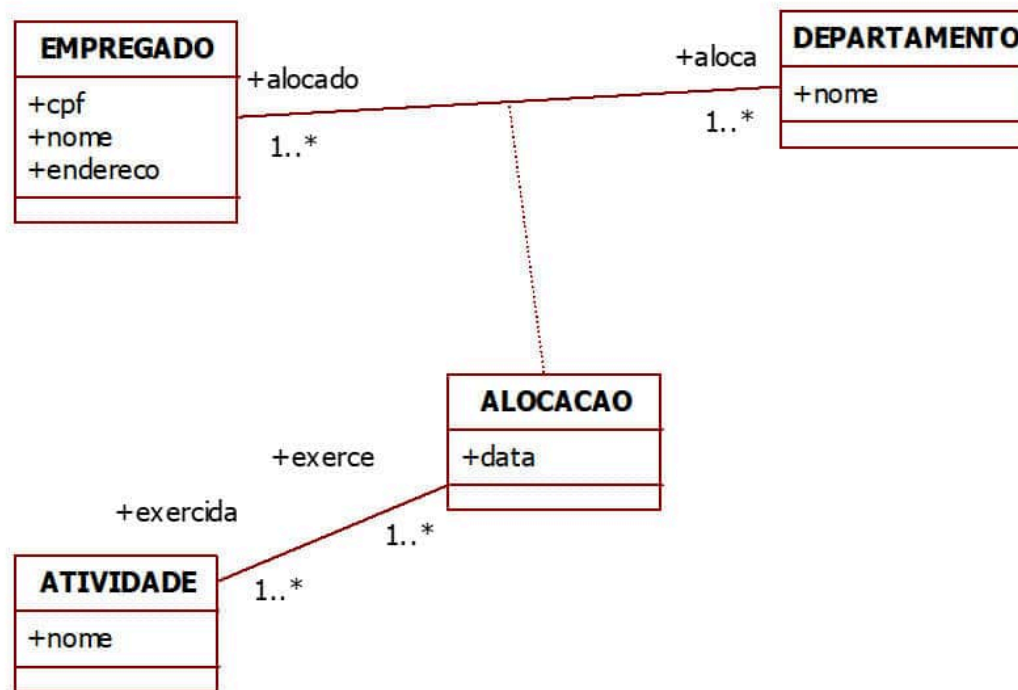 EMPREGADO
+cpf
+nome
+endereco
+alocado
1..*
+aloca
1..*
DEPARTAMENTO
+nome
ALOCACAO
+data
+exerce
1..*
+exercida
1..*
ATIVIDADE
+nome